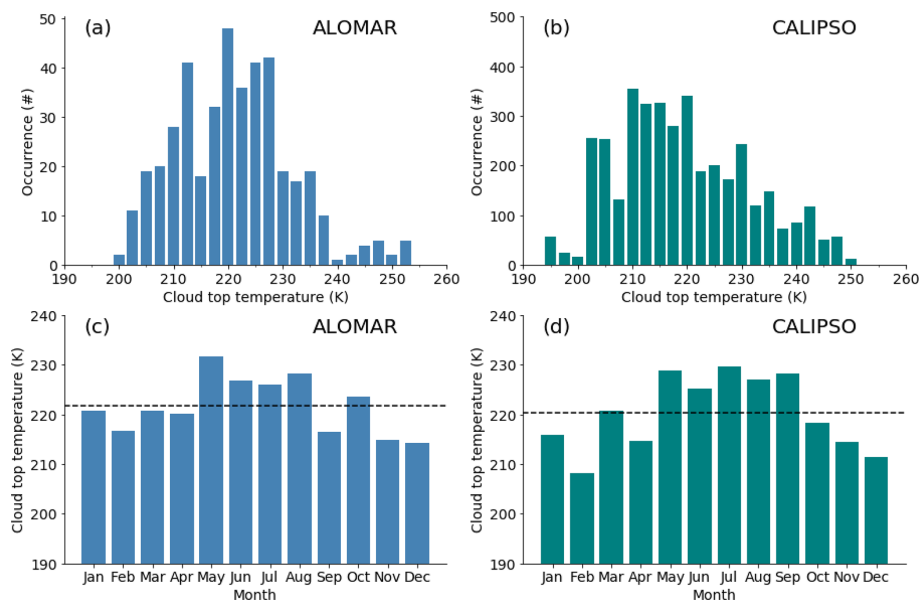 (a) ALOMAR
Occurrence (#)
50
40
30
20
10
0
190 200 210 220 230 240 250 260
Cloud top temperature (K)
(b) CALIPSO
Occurrence (#)
500
400
300
200
100
0
190 200 210 220 230 240 250 260
Cloud top temperature (K)
(c) ALOMAR
Cloud top temperature (K)
240
230
220
210
200
190
Jan Feb Mar Apr May Jun Jul Aug Sep Oct Nov Dec
Month
(d) CALIPSO
Cloud top temperature (K)
240
230
220
210
200
190
Jan Feb Mar Apr May Jun Jul Aug Sep Oct Nov Dec
Month